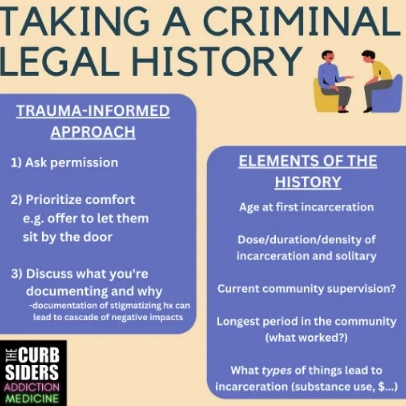 TAKING A CRIMINAL
LEGAL HISTORY
TRAUMA-INFORMED
APPROACH
1) Ask permission
2) Prioritize comfort
e.g. offer to let them
sit by the door
3) Discuss what you're
documenting and why
-documentation of stigmatizing hx can
lead to cascade of negative impacts
ELEMENTS OF THE
HISTORY
Age at first incarceration
Dose/duration/density of
incarceration and solitary
Current community supervision?
Longest period in the community
(what worked?)
What types of things lead to
incarceration (substance use, $...)
THE
CURB
SIDERS
ADDICTION
MEDICINE